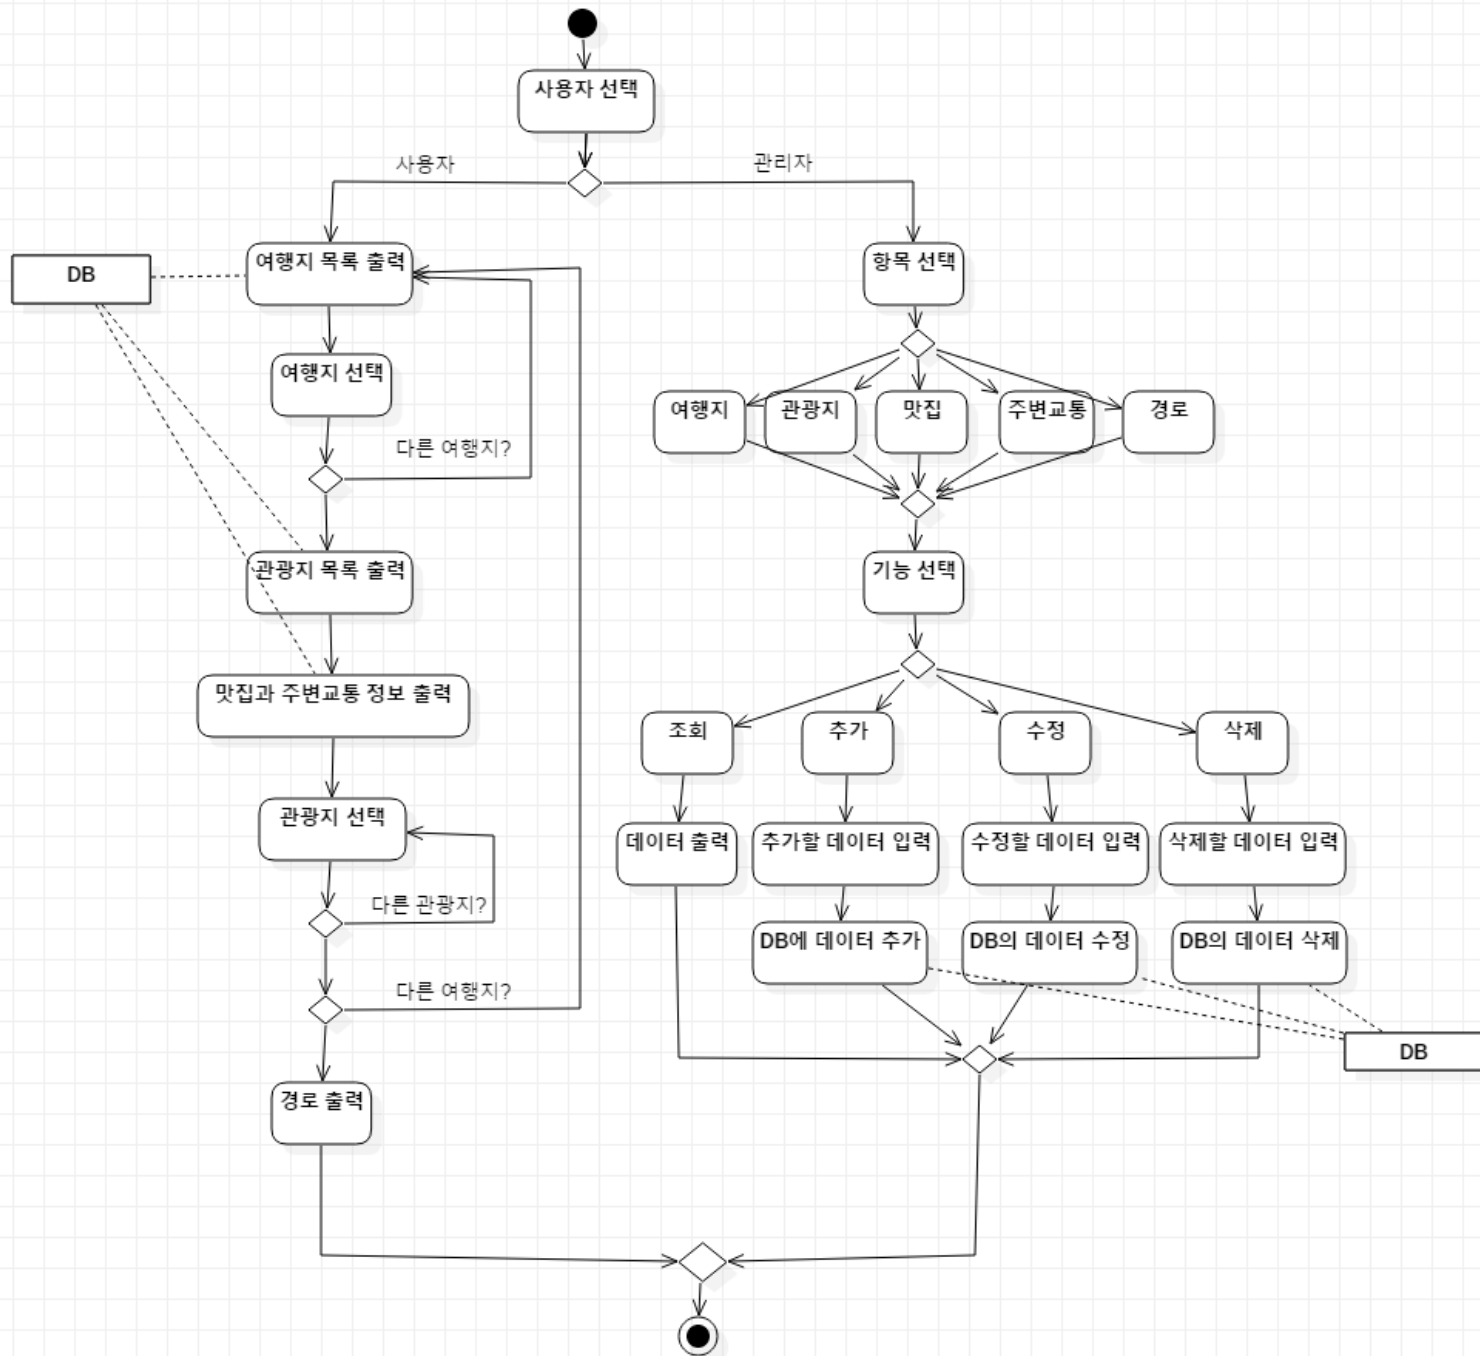 사용자 선택
사용자
관리자
DB
여행지 목록 출력
항목 선택
여행지 선택
여행지
관광지
맛집
주변교통
경로
다른 여행지?
관광지 목록 출력
기능 선택
맛집과 주변교통 정보 출력
조회
추가
수정
삭제
관광지 선택
데이터 출력
추가할 데이터 입력
수정할 데이터 입력
삭제할 데이터 입력
다른 관광지?
DB에 데이터 추가
DB의 데이터 수정
DB의 데이터 삭제
다른 여행지?
DB
경로 출력